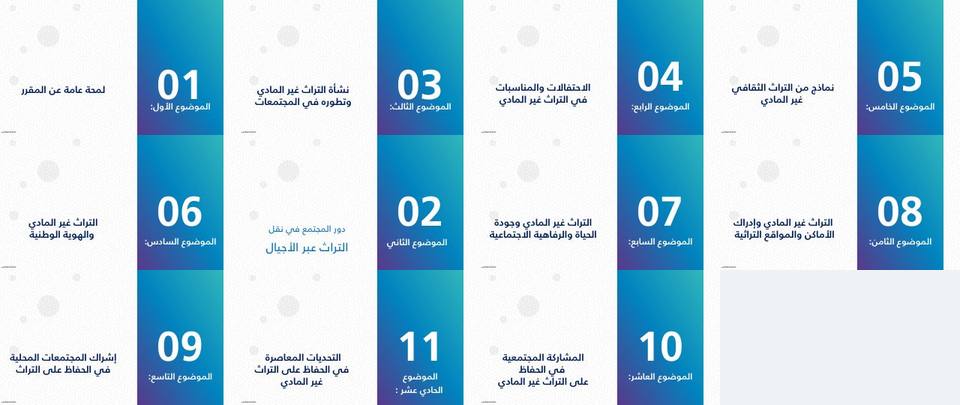 01
الموضوع الأول:
لمحة عامة عن المقرر
03
الموضوع الثالث:
نشأة التراث غير المادي
وتطوره في المجتمعات
04
الموضوع الرابع:
الاحتفالات والمناسبات
في التراث غير المادي
05
الموضوع الخامس:
نماذج من التراث الثقافي
غير المادي
06
الموضوع السادس:
التراث غير المادي
والهوية الوطنية
02
الموضوع الثاني
دور المجتمع في نقل
التراث عبر الأجيال
07
الموضوع السابع:
التراث غير المادي وجودة
الحياة والرفاهية الاجتماعية
08
الموضوع الثامن:
التراث غير المادي وإدراك
الأماكن والمواقع التراثية
09
الموضوع التاسع:
إشراك المجتمعات المحلية
في الحفاظ على التراث
11
الموضوع
الحادي عشر :
التحديات المعاصرة
في الحفاظ على التراث
غير المادي
10
الموضوع العاشر:
المشاركة المجتمعية
في الحفاظ
على التراث غير المادي